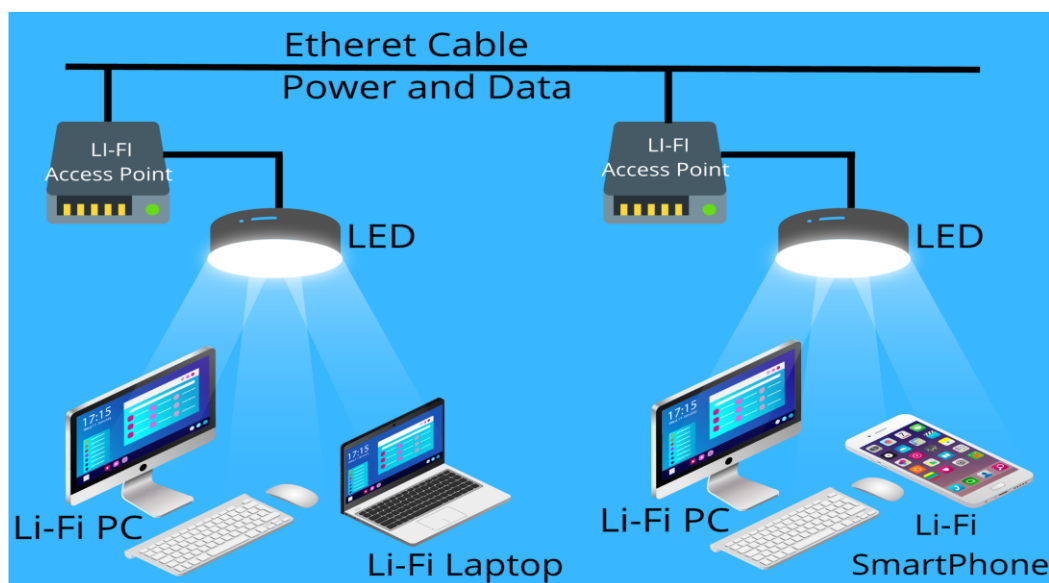 Etheret Cable
Power and Data
LI-FI
Access Point
LI-FI
Access Point
LED
LED
17:15
17:15
17:15
Li-Fi PC
Li-Fi Laptop
Li-Fi PC
Li-Fi
SmartPhone